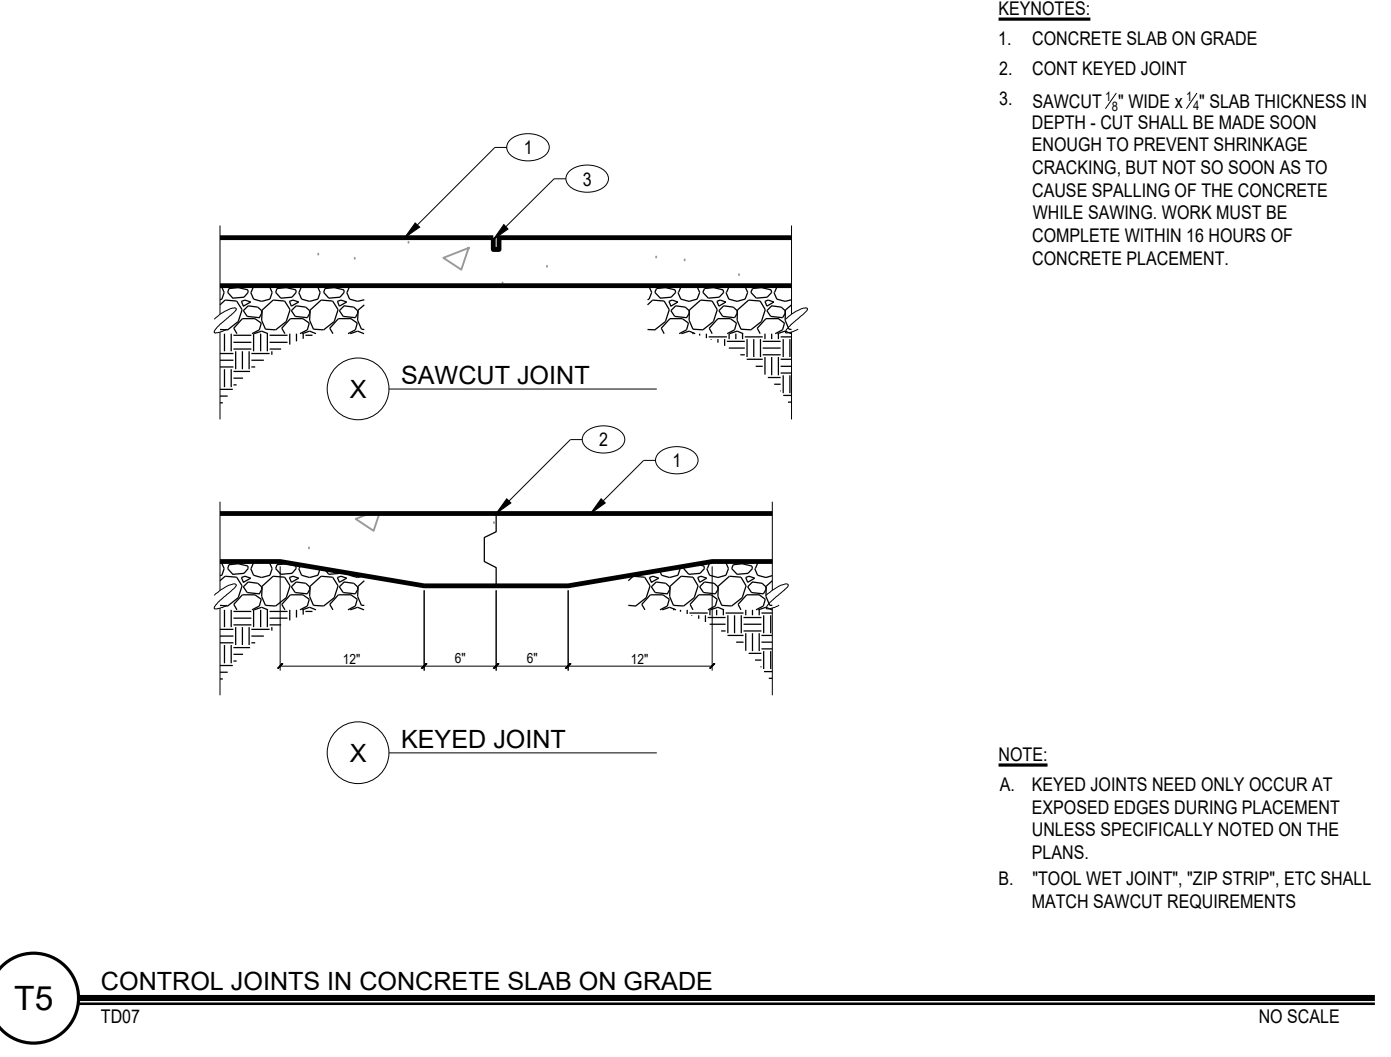 KEYNOTES:
1. CONCRETE SLAB ON GRADE
2. CONT KEYED JOINT
3. SAWCUT 1/8" WIDE x 1/4" SLAB THICKNESS IN
DEPTH - CUT SHALL BE MADE SOON
ENOUGH TO PREVENT SHRINKAGE
CRACKING, BUT NOT SO SOON AS TO
CAUSE SPALLING OF THE CONCRETE
WHILE SAWING. WORK MUST BE
COMPLETE WITHIN 16 HOURS OF
CONCRETE PLACEMENT.
1
3
X SAWCUT JOINT
2
1
12" 6" 6" 12"
X KEYED JOINT
NOTE:
A. KEYED JOINTS NEED ONLY OCCUR AT
EXPOSED EDGES DURING PLACEMENT
UNLESS SPECIFICALLY NOTED ON THE
PLANS.
B. "TOOL WET JOINT", "ZIP STRIP", ETC SHALL
MATCH SAWCUT REQUIREMENTS
T5 CONTROL JOINTS IN CONCRETE SLAB ON GRADE
TD07 NO SCALE